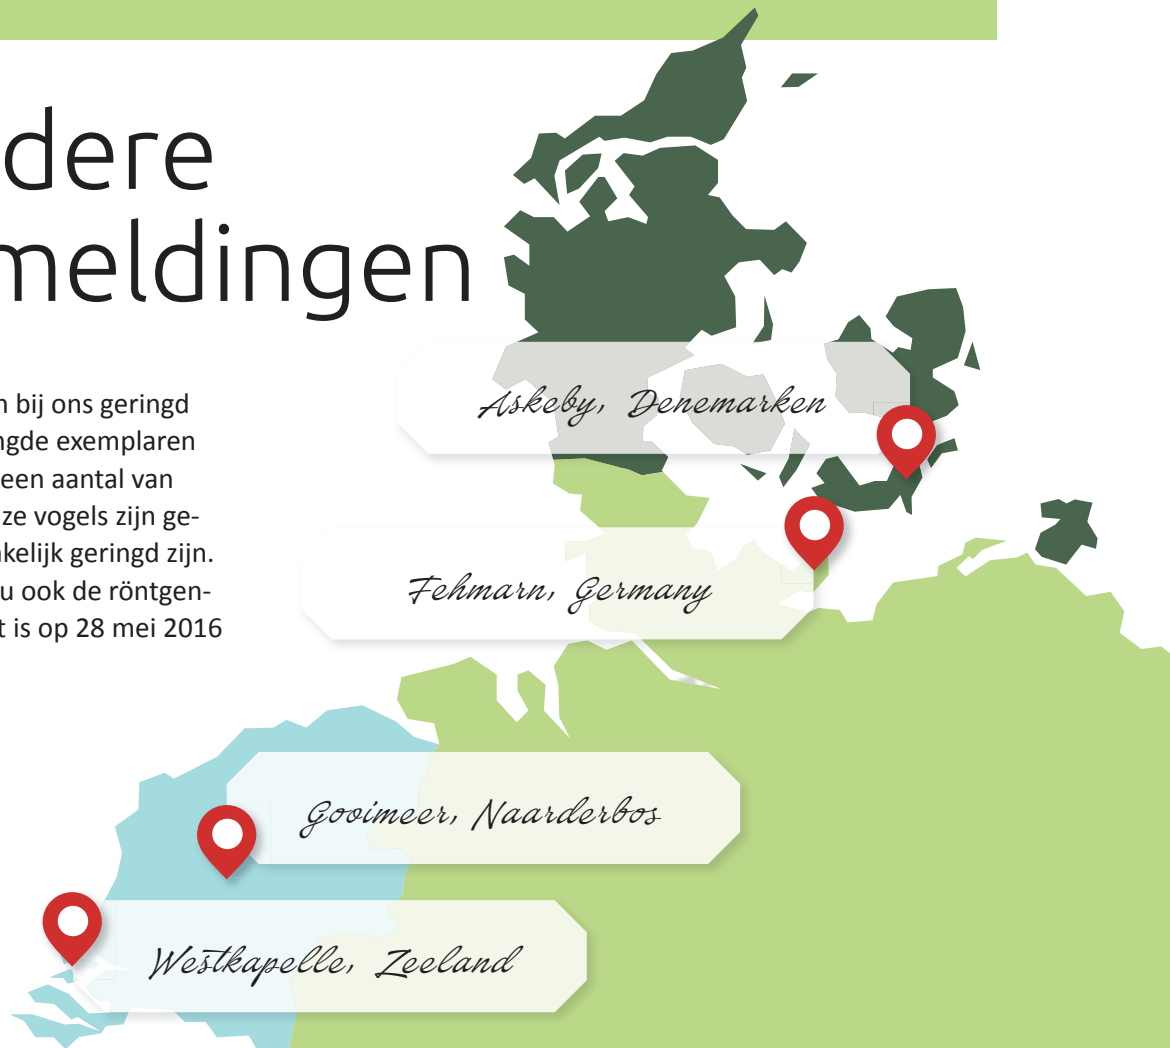 dere
meldingen
n bij ons geringd
ngde exemplaren
een aantal van
ze vogels zijn ge-
kelijk geringd zijn.
u ook de röntgen-
t is op 28 mei 2016
Askeby, Denemarken
Fehmarn, Germany
Gooimeer, Naarderbos
Westkapelle, Zeeland